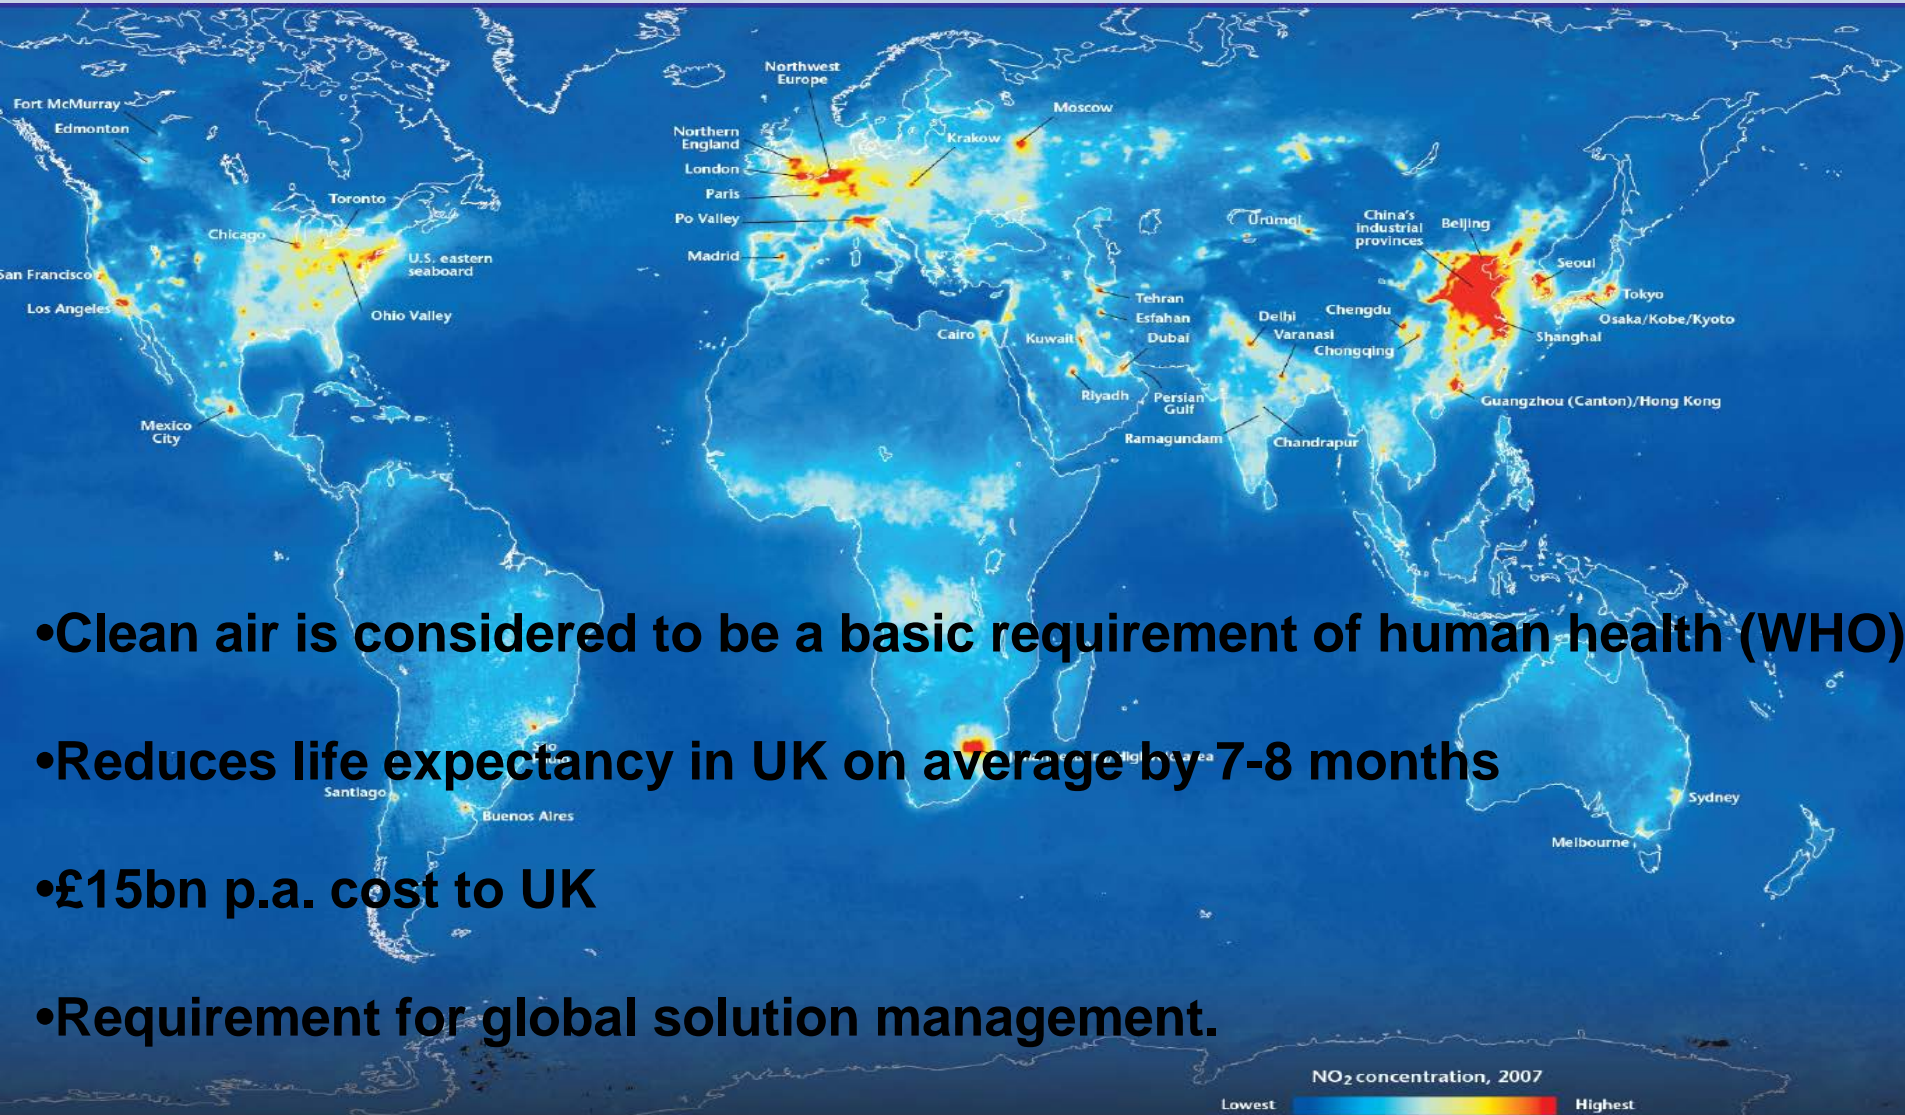 Northwest
Europe
Fort McMurray
Edmonton
Moscow
Northern
England
Krakow
London
Paris
Toronto
Po Valley
Chicago
Madrid
U.S. eastern
seaboard
Urumqi
China's
industrial
provinces
Beijing
San Francisco
Seoul
Los Angeles
Ohio Valley
Tehran
Esfahan
Cairo
Kuwait
Dubai
Delhi
Varanasi
Chengdu
Chongqing
Tokyo
Osaka/Kobe/Kyoto
Shanghai
Riyadh
Persian
Gulf
Guangzhou (Canton)/Hong Kong
Mexico
City
Ramagundam
Chandrapur
•Clean air is considered to be a basic requirement of human health (WHO)
•Reduces life expectancy in UK on average by 7-8 months
Santiago
Buenos Aires
Sydney
Melbourne
•£15bn p.a. cost to UK
•Requirement for global solution management.
NO₂ concentration, 2007
Lowest
Highest